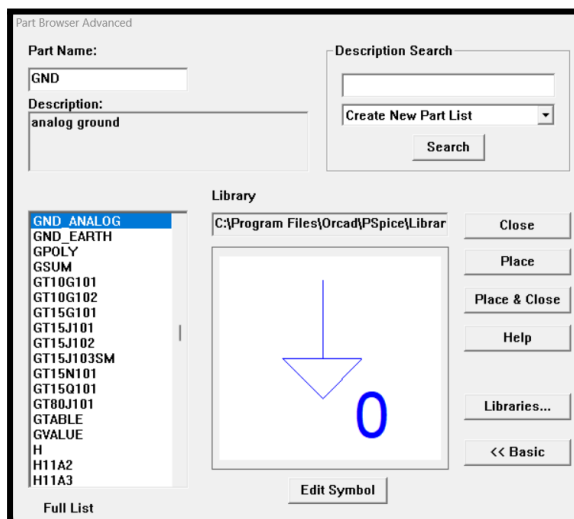 Part Browser Advanced
Part Name:
GND
Description:
analog ground
Description Search
Create New Part List
Search
Library
C:\Program Files\Orcad\PSpice\Librar
GND_ANALOG
GND_EARTH
GPOLY
GSUM
GT10G101
GT10G102
GT15G101
GT15J101
GT15J102
GT15J103SM
GT15N101
GT15Q101
GT80J101
GTABLE
GVALUE
H
H11A2
H11A3
Full List
0
Edit Symbol
Close
Place
Place & Close
Help
Libraries...
<< Basic